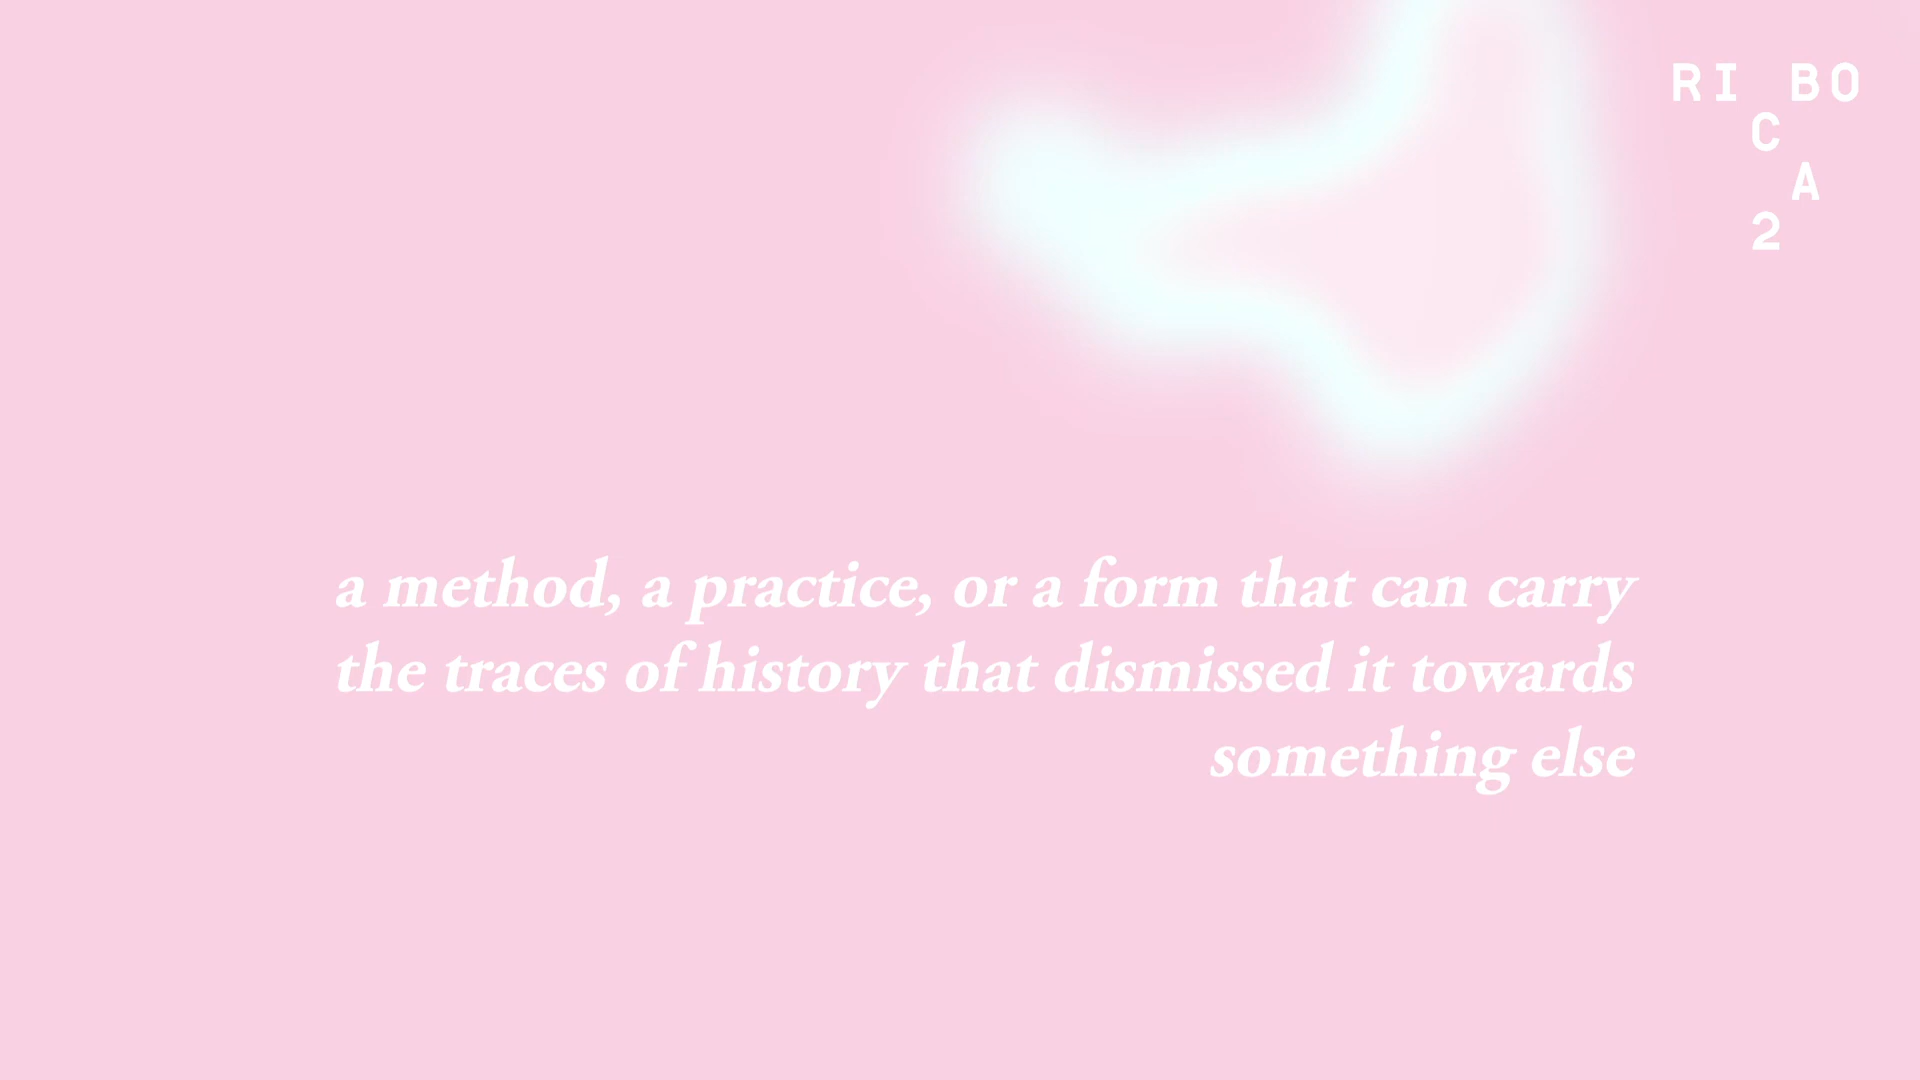 RI BO
C
A
2
a method, a practice, or a form that can carry
the traces of history that dismissed it towards
something else